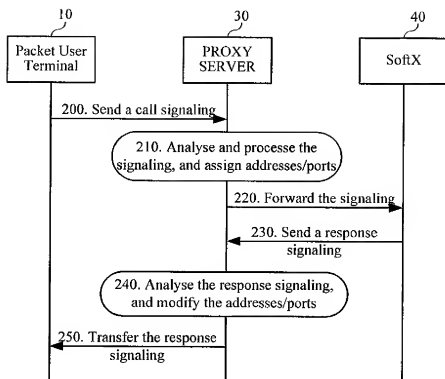 10
30
40
Packet User
Terminal
PROXY
SERVER
SoftX
200. Send a call signaling
210. Analyse and processe the
signaling, and assign addresses/ports
220. Forward the signaling
230. Send a response
signaling
240. Analyse the response signaling,
and modify the addresses/ports
250. Transfer the response
signaling